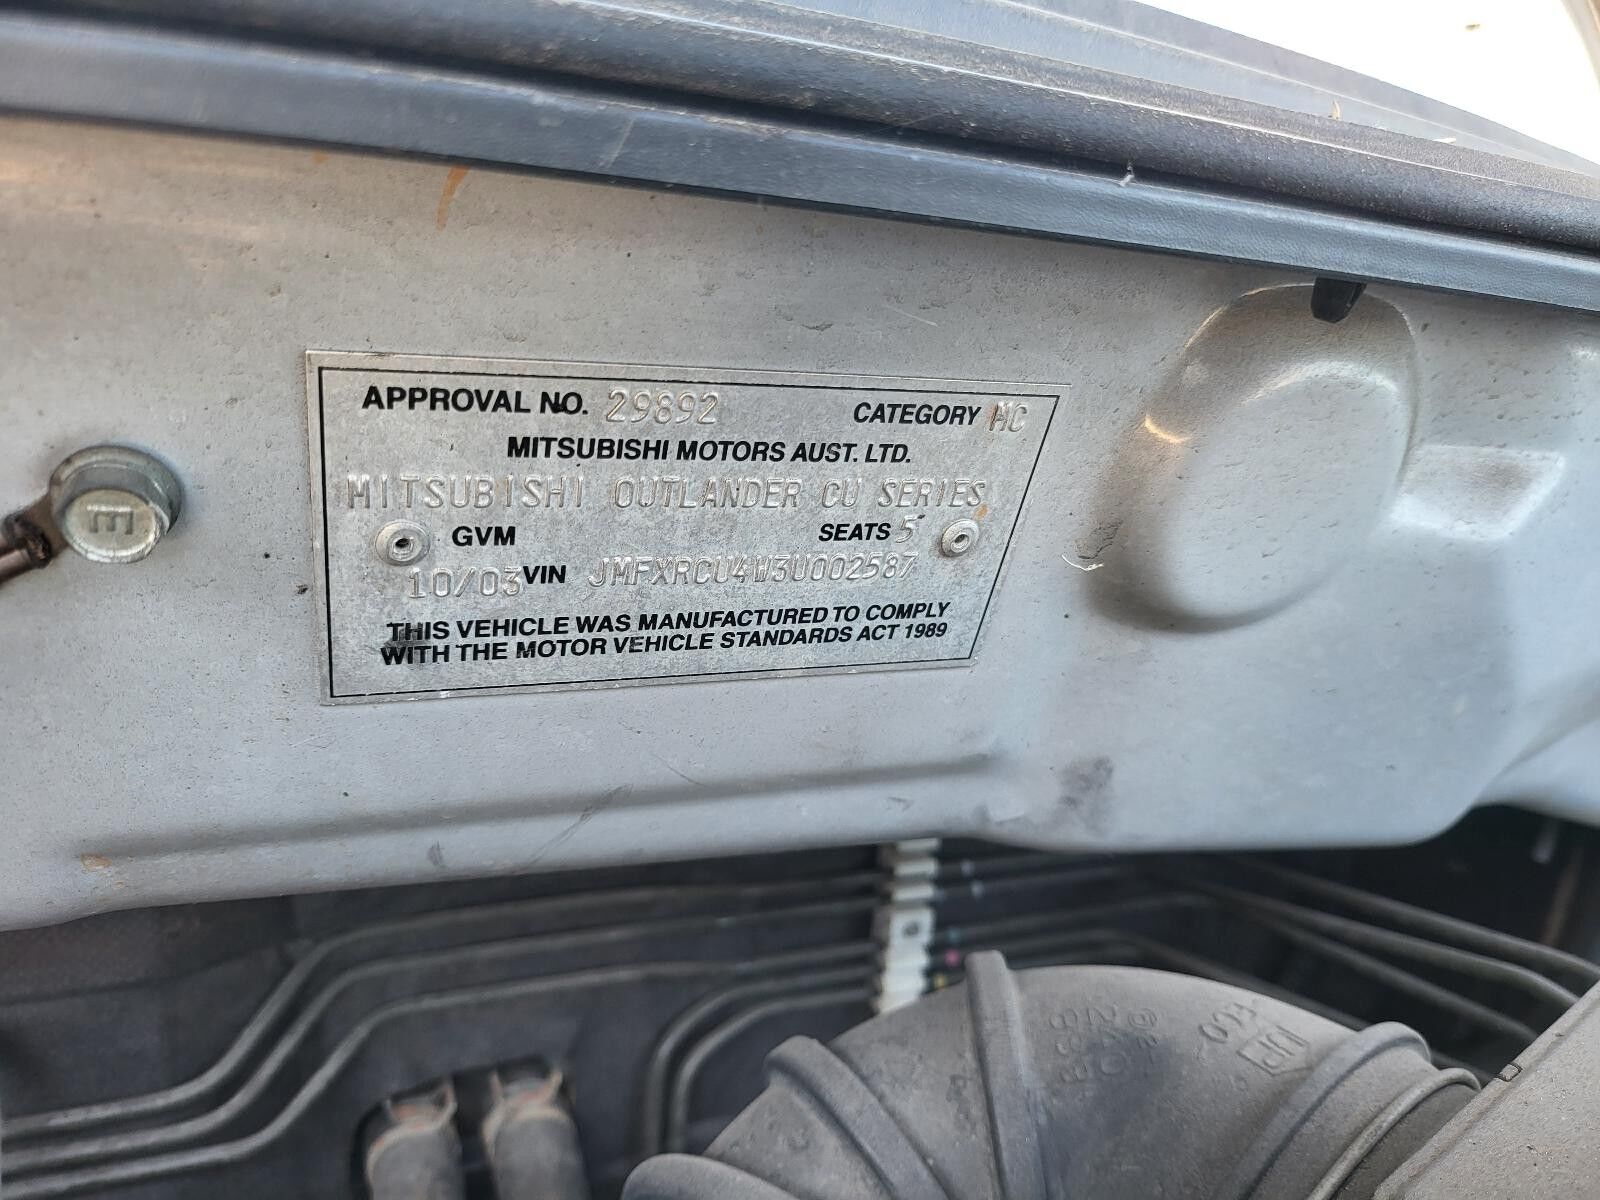 APPROVAL NO. 29892 CATEGORY MC
MITSUBISHI MOTORS AUST. LTD.
MITSUBISHI OUTLANDER CU SERIES
GVM SEATS 5
10/03 VIN JMFXRCU4W3U002587
THIS VEHICLE WAS MANUFACTURED TO COMPLY
WITH THE MOTOR VEHICLE STANDARDS ACT 1989
E